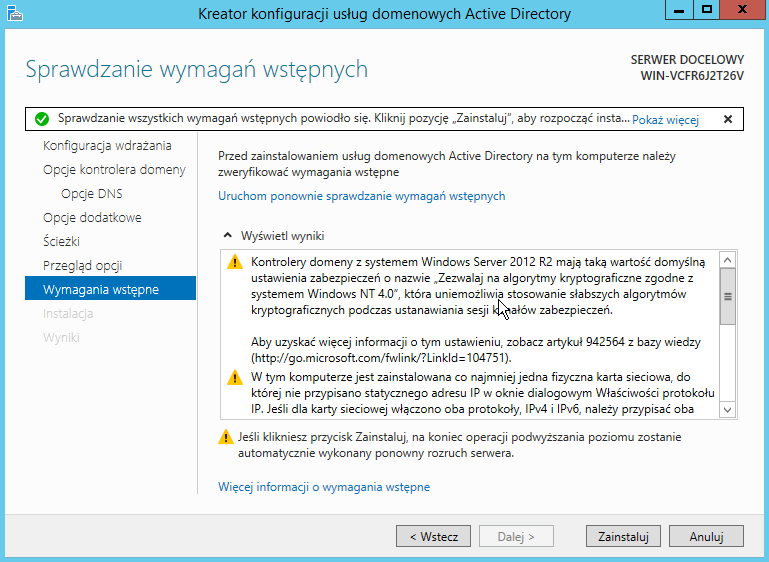 Kreator konfiguracji usług domenowych Active Directory
Sprawdzanie wymagań wstępnych
SERWER DOCELOWY
WIN-VCFR6J2T26V
Sprawdzanie wszystkich wymagań wstępnych powiodło się. Kliknij pozycję „Zainstaluj", aby rozpocząć insta... Pokaż więcej
Konfiguracja wdrażania
Opcje kontrolera domeny
Opcje DNS
Opcje dodatkowe
Ścieżki
Przegląd opcji
Wymagania wstępne
Instalacja
Wyniki
Przed zainstalowaniem usług domenowych Active Directory na tym komputerze należy
zweryfikować wymagania wstępne
Uruchom ponownie sprawdzanie wymagań wstępnych
Wyświetl wyniki
Kontrolery domeny z systemem Windows Server 2012 R2 mają taką wartość domyślną
ustawienia zabezpieczeń o nazwie „Zezwalaj na algorytmy kryptograficzne zgodne z
systemem Windows NT 4.0", która uniemożliwia stosowanie słabszych algorytmów
kryptograficznych podczas ustanawiania sesji kanałów zabezpieczeń.
Aby uzyskać więcej informacji o tym ustawieniu, zobacz artykuł 942564 z bazy wiedzy
(http://go.microsoft.com/fwlink/?LinkId=104751).
W tym komputerze jest zainstalowana co najmniej jedna fizyczna karta sieciowa, do
której nie przypisano statycznego adresu IP w oknie dialogowym Właściwości protokołu
IP. Jeśli dla karty sieciowej włączono oba protokoły, IPv4 i IPv6, należy przypisać oba
Jeśli klikniesz przycisk Zainstaluj, na koniec operacji podwyższania poziomu zostanie
automatycznie wykonany ponowny rozruch serwera.
Więcej informacji o wymagania wstępne
< Wstecz
Dalej >
Zainstaluj
Anuluj